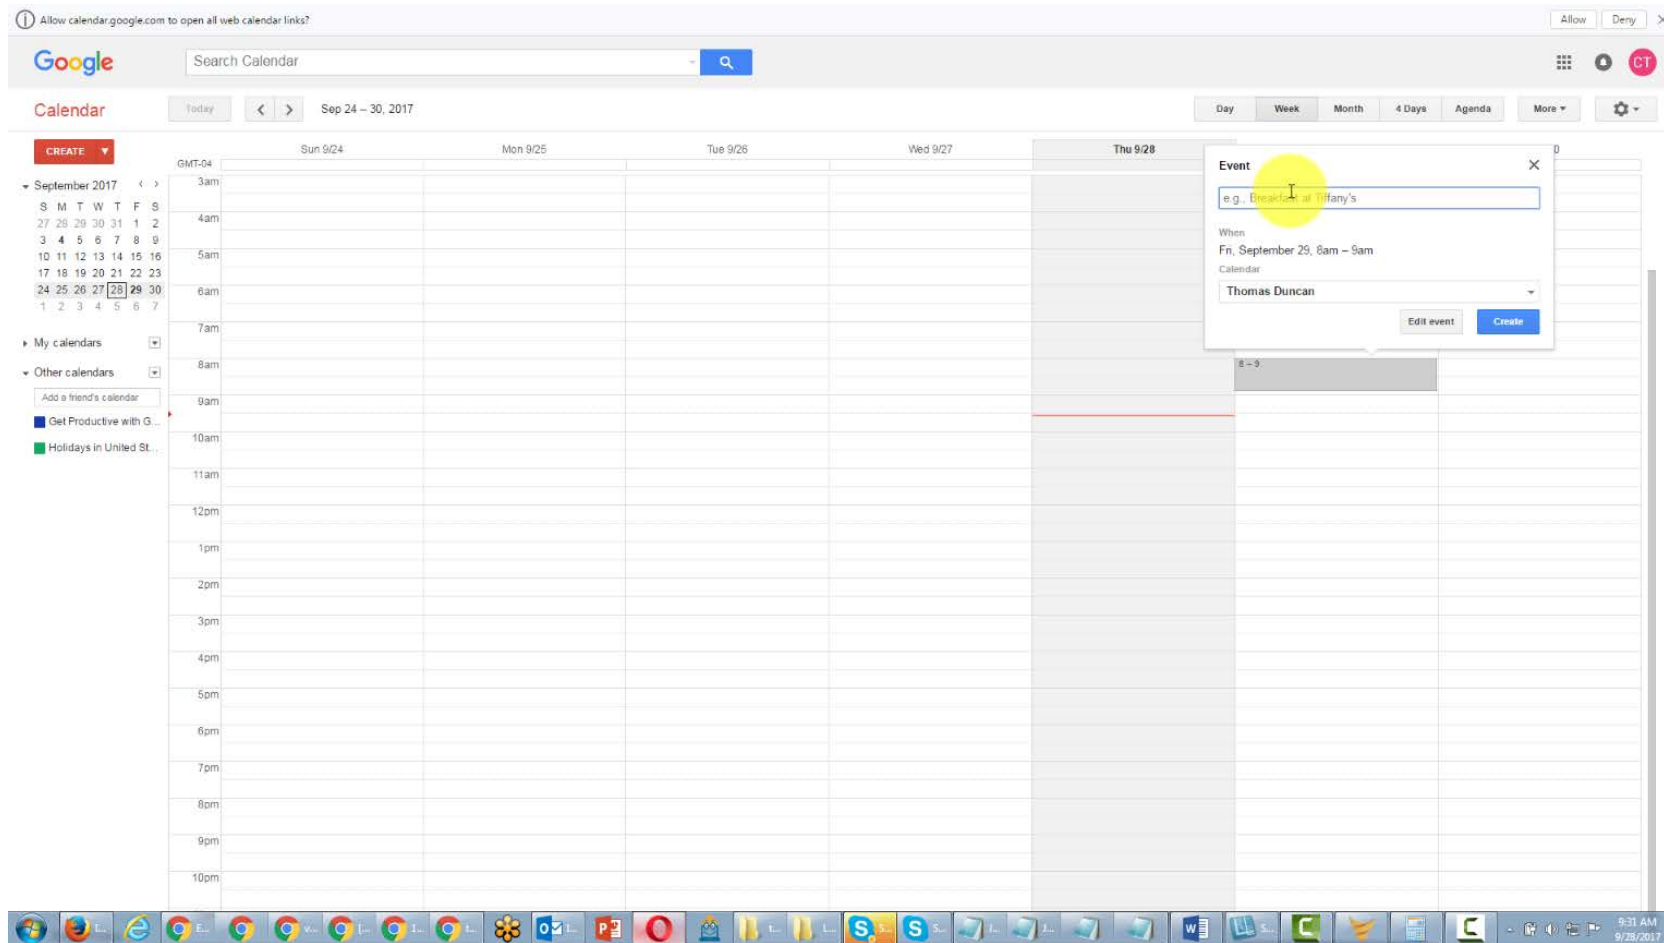 Allow calendar.google.com to open all web calendar links?
Allow
Deny
Google
Search Calendar
CT
Calendar
Today
Sep 24 – 30, 2017
Day
Week
Month
4 Days
Agenda
More
CREATE
Sun 9/24
Mon 9/25
Tue 9/26
Wed 9/27
Thu 9/28
0
GMT-04
September 2017
S M T W T F S
27 28 29 30 31 1 2
3 4 5 6 7 8 9
10 11 12 13 14 15 16
17 18 19 20 21 22 23
24 25 26 27 28 29 30
1 2 3 4 5 6 7
My calendars
Other calendars
Add a friend's calendar
Get Productive with G...
Holidays in United St...
3am
4am
5am
6am
7am
8am
9am
10am
11am
12pm
1pm
2pm
3pm
4pm
5pm
6pm
7pm
8pm
9pm
10pm
Event
e.g., Breakfast at Tiffany's
When
Fri, September 29, 8am – 9am
Calendar
Thomas Duncan
Edit event
Create
8 – 9
9:31 AM
9/28/2017